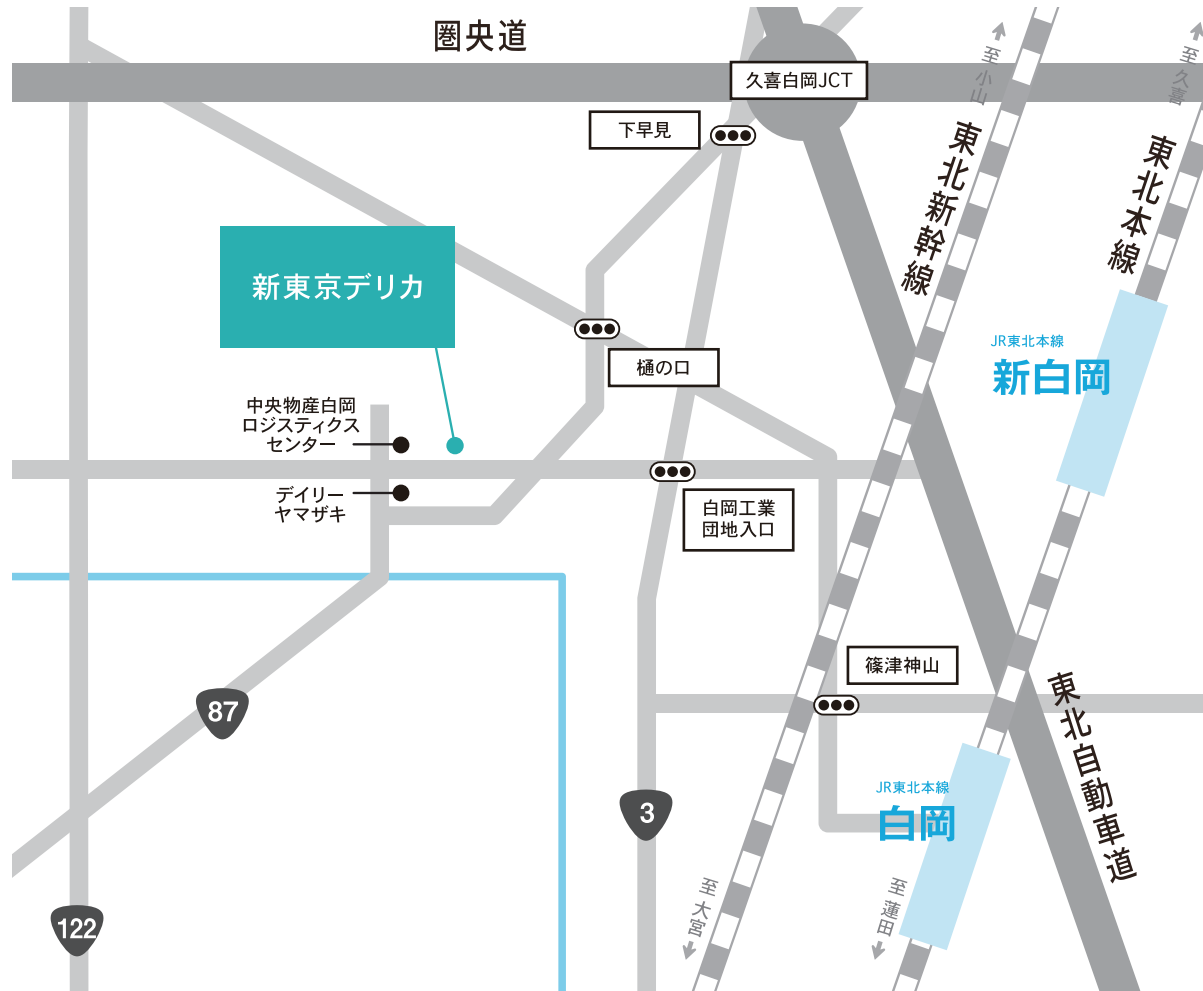 圏央道
久喜白岡JCT
下早見
至小山
至久喜
東北新幹線
東北本線
新東京デリカ
樋の口
JR東北本線
新白岡
中央物産白岡
ロジスティクス
センター
デイリー
ヤマザキ
白岡工業
団地入口
篠津神山
87
3
122
JR東北本線
白岡
東北自動車道
至大宮
至蓮田